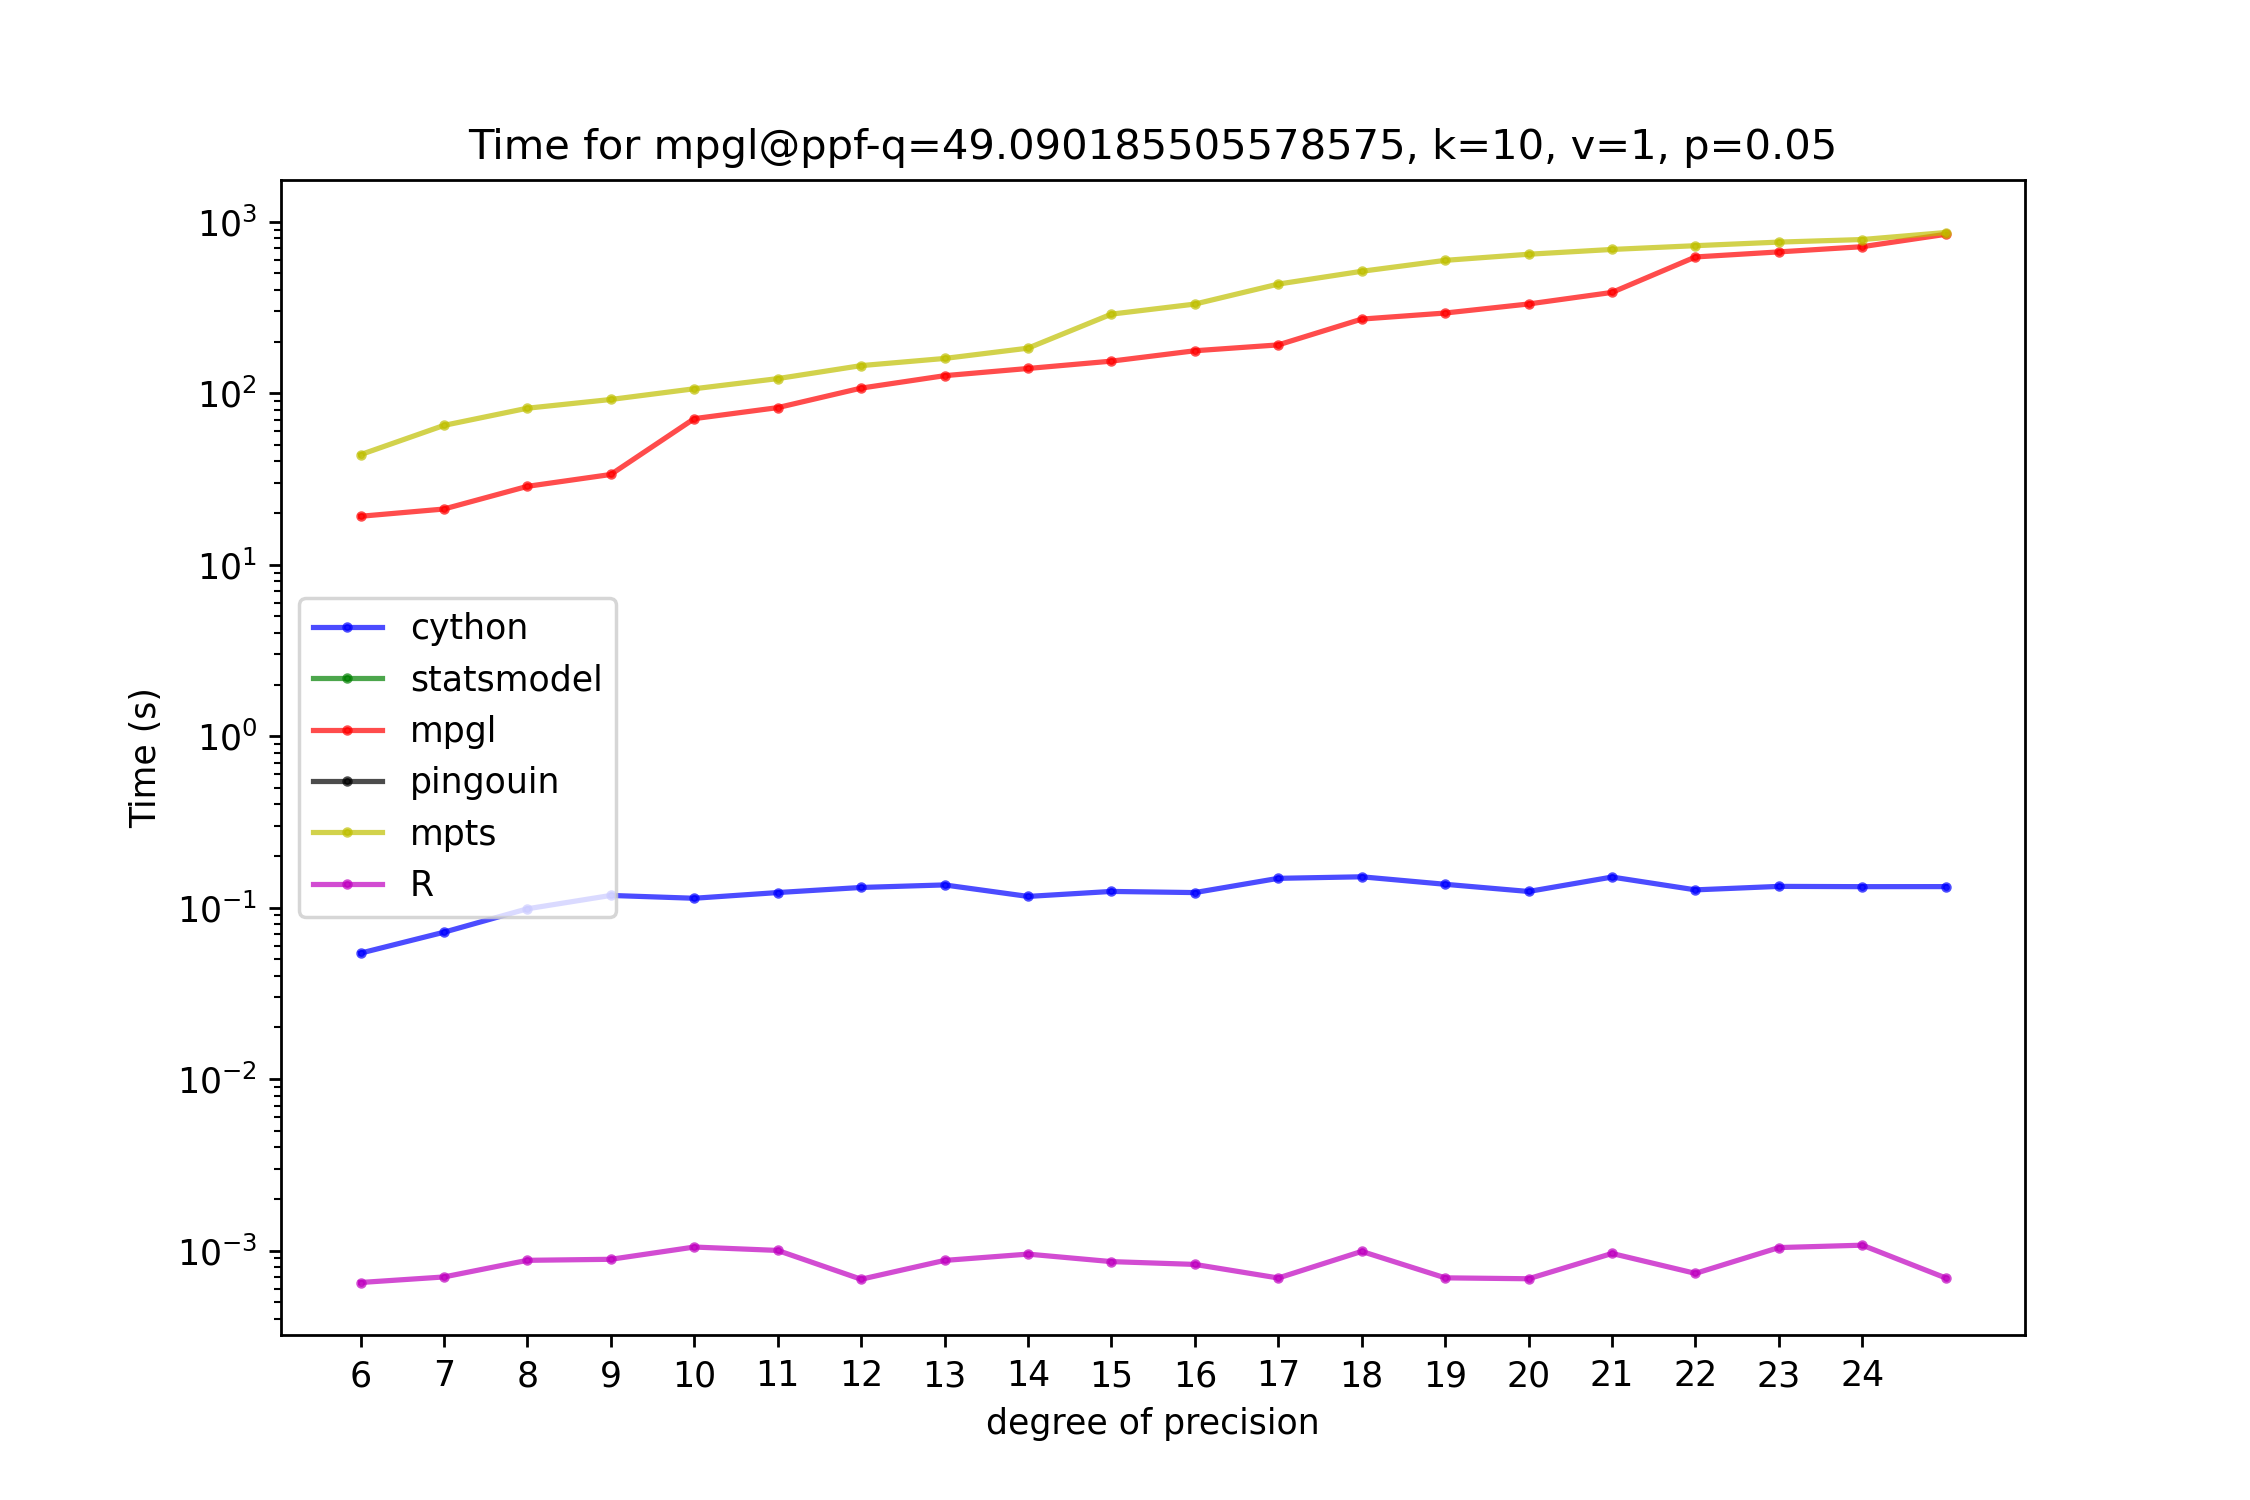 Time for mpgl@ppf-q=49.090185505578575, k=10, v=1, p=0.05
10³
10²
10¹
10⁰
10⁻¹
10⁻²
10⁻³
Time (s)
cython
statsmodel
mpgl
pingouin
mpts
R
6 7 8 9 10 11 12 13 14 15 16 17 18 19 20 21 22 23 24
degree of precision